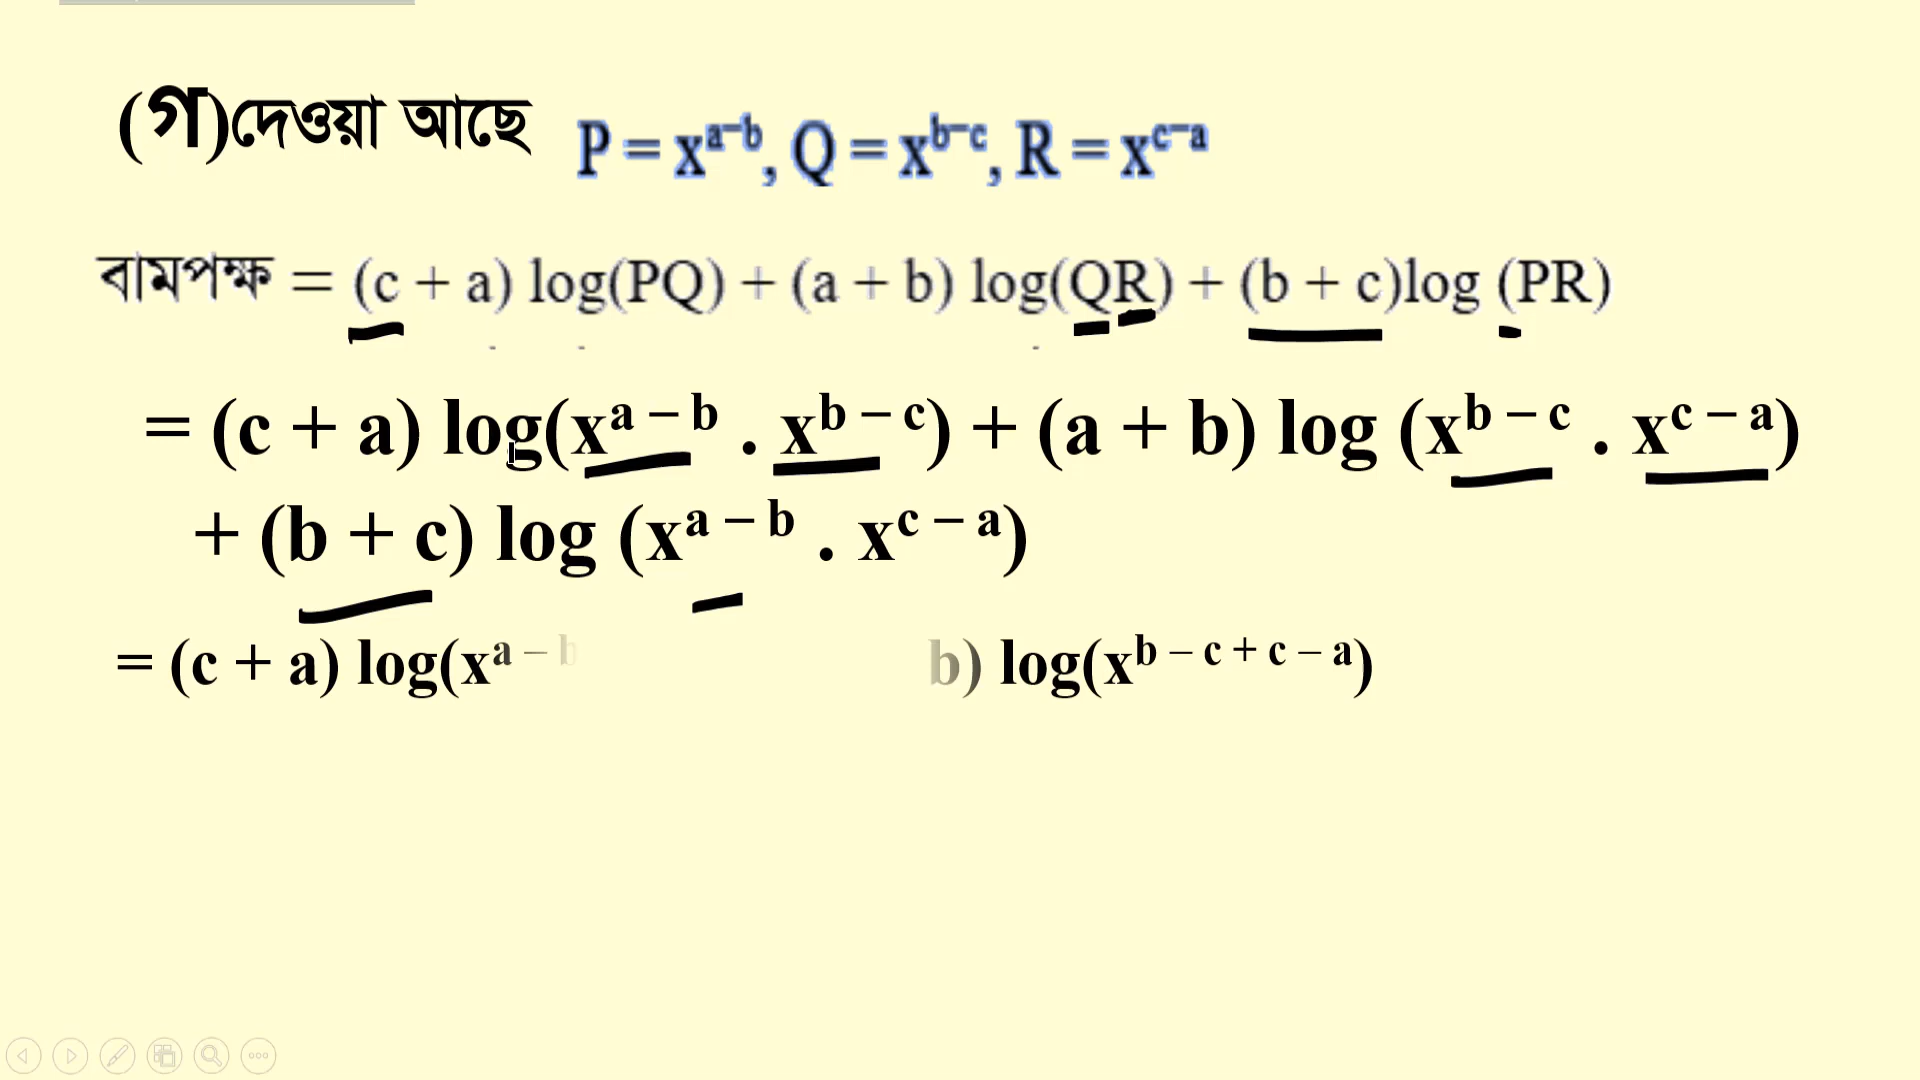 (গ)দেওয়া আছে P = x^{a−b}, Q = x^{b−c}, R = x^{c−a}
বামপক্ষ = (c + a) log(PQ) + (a + b) log(QR) + (b + c)log (PR)
= (c + a) log(x^{a – b} . x^{b – c}) + (a + b) log (x^{b – c} . x^{c – a})
+ (b + c) log (x^{a – b} . x^{c – a})
= (c + a) log(x^{a – b} b) log(x^{b – c + c – a})